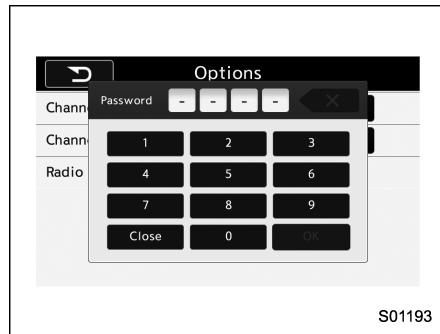 Options
Chann
Password - - - -
Chann
1 2 3
Radio
4 5 6
7 8 9
Close 0 OK
S01193